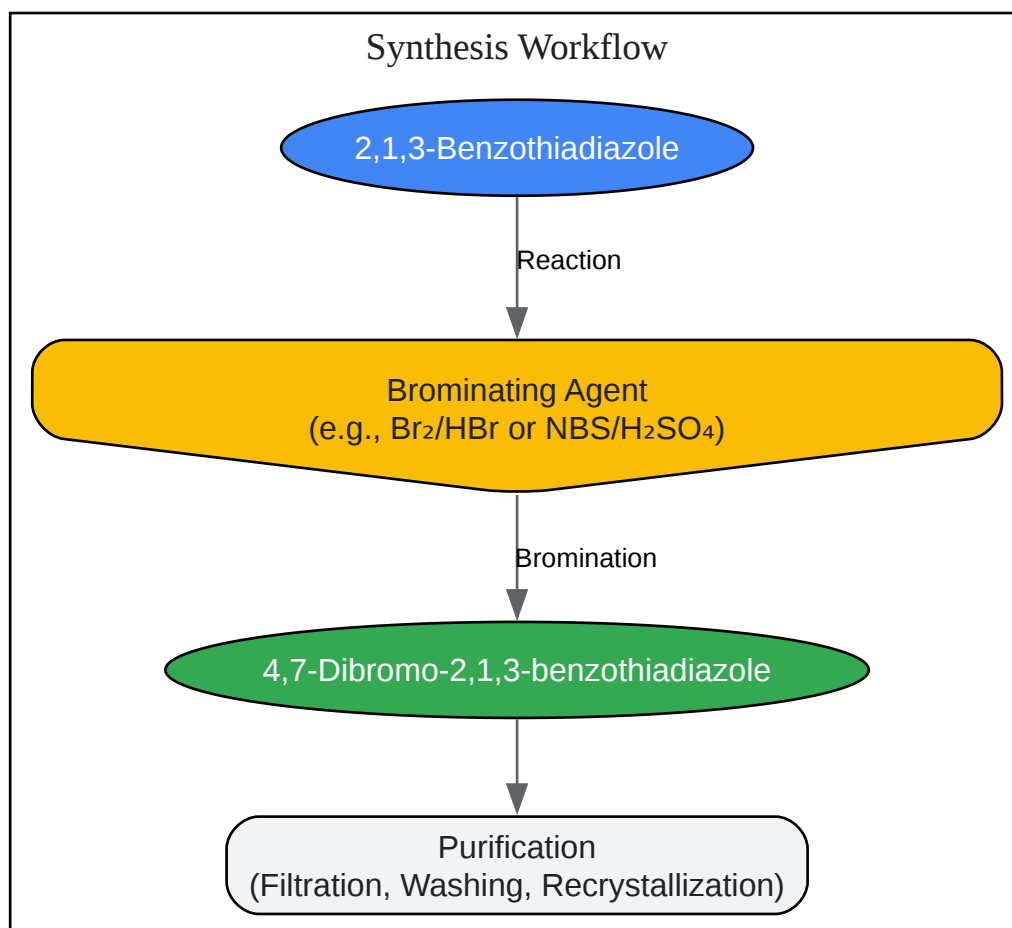 Synthesis Workflow
2,1,3-Benzothiadiazole
Reaction
Brominating Agent
(e.g., Br₂/HBr or NBS/H₂SO₄)
Bromination
4,7-Dibromo-2,1,3-benzothiadiazole
Purification
(Filtration, Washing, Recrystallization)